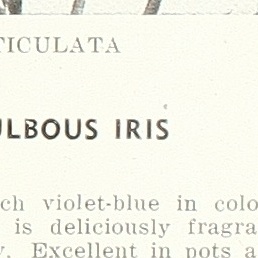 TICULATA
ULBOUS IRIS
ch violet-blue in colo
is deliciously fragra
y. Excellent in pots a